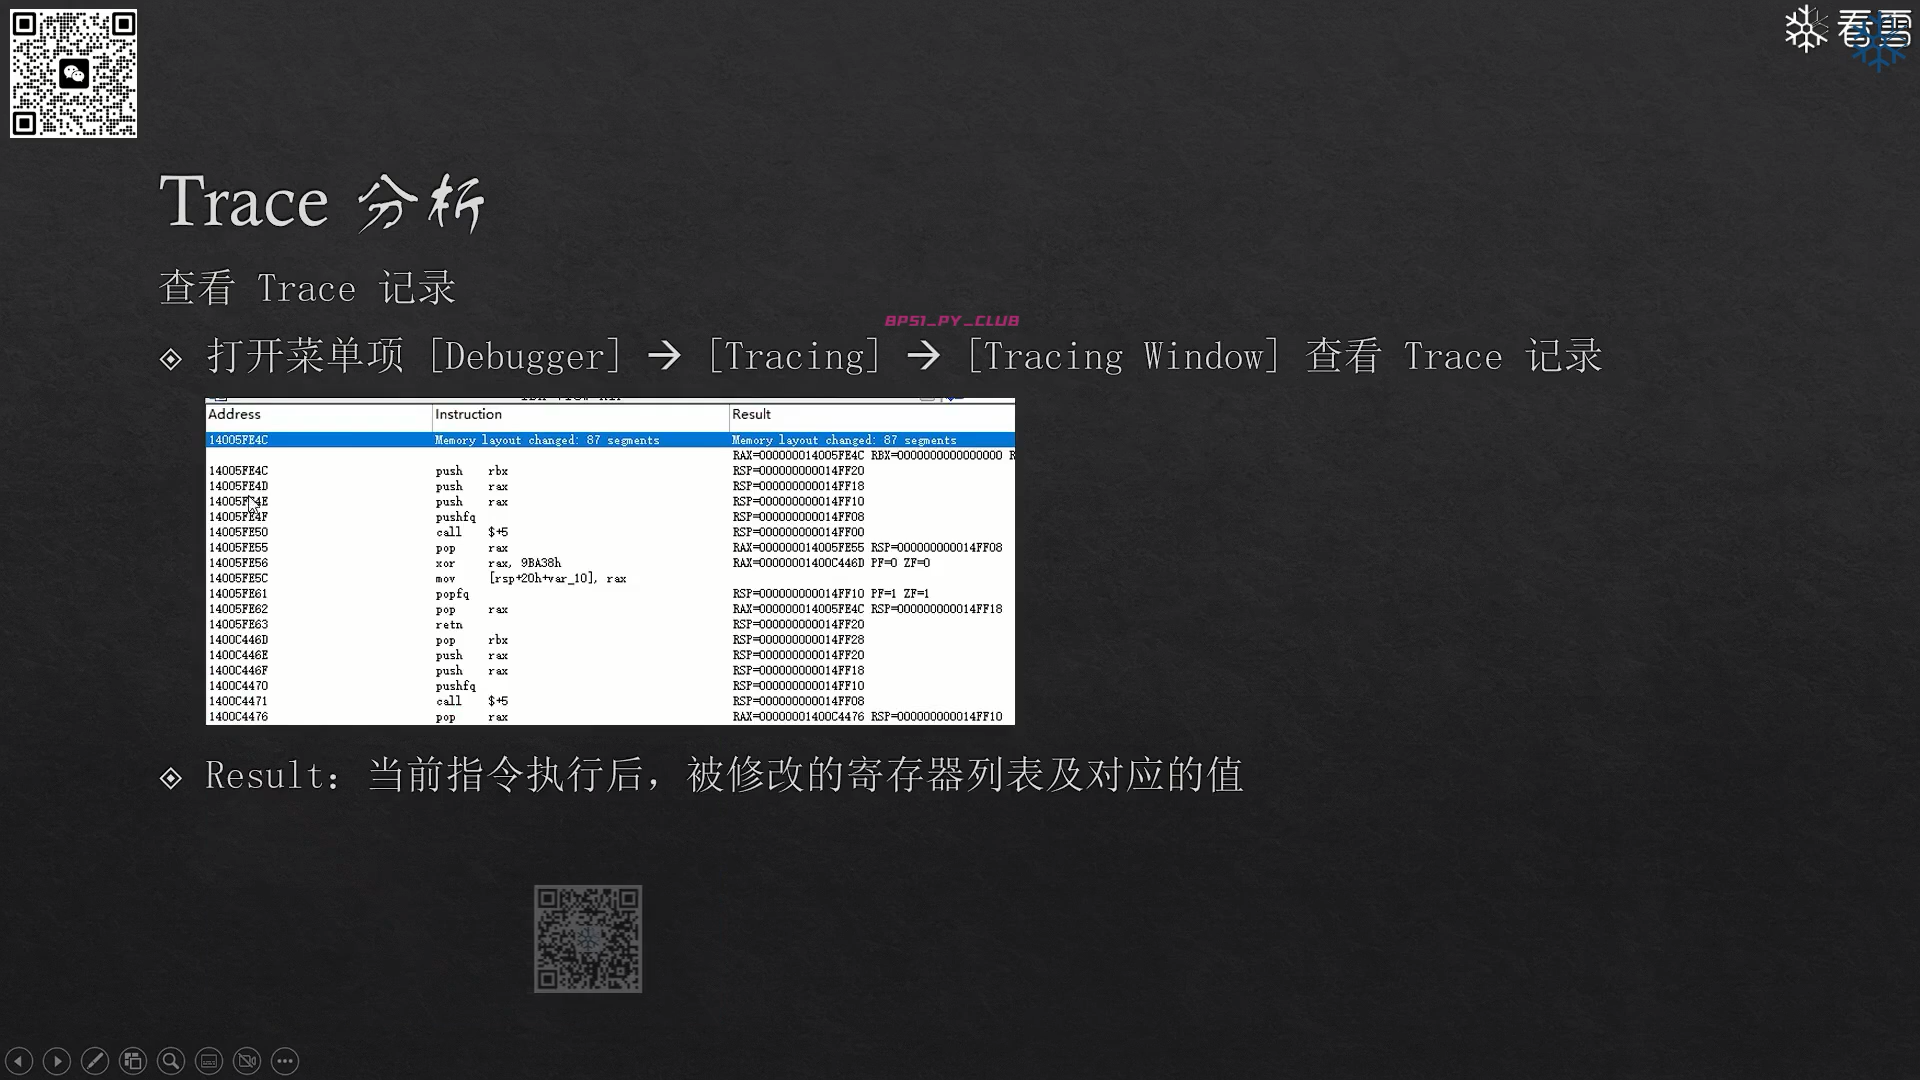 看雪
Trace 分析
查看 Trace 记录
8PS1_PY_CLUB
打开菜单项 [Debugger] → [Tracing] → [Tracing Window] 查看 Trace 记录
Address Instruction Result
14005FE4C Memory layout changed: 87 segments Memory layout changed: 87 segments
RAX=000000014005FE4C RBX=0000000000000000 R
14005FE4C push rbx RSP=000000000014FF20
14005FE4D push rax RSP=000000000014FF18
14005FE4E push rax RSP=000000000014FF10
14005FE4F pushfq RSP=000000000014FF08
14005FE50 call $+5 RSP=000000000014FF00
14005FE55 pop rax RAX=000000014005FE55 RSP=000000000014FF08
14005FE56 xor rax, 9BA38h RAX=00000001400C446D PF=0 ZF=0
14005FE5C mov [rsp+20h+var_10], rax
14005FE61 popfq RSP=000000000014FF10 PF=1 ZF=1
14005FE62 pop rax RAX=000000014005FE4C RSP=000000000014FF18
14005FE63 retn RSP=000000000014FF20
1400C446D pop rbx RSP=000000000014FF28
1400C446E push rax RSP=000000000014FF20
1400C446F push rax RSP=000000000014FF18
1400C4470 pushfq RSP=000000000014FF10
1400C4471 call $+5 RSP=000000000014FF08
1400C4476 pop rax RAX=00000001400C4476 RSP=000000000014FF10
Result: 当前指令执行后，被修改的寄存器列表及对应的值